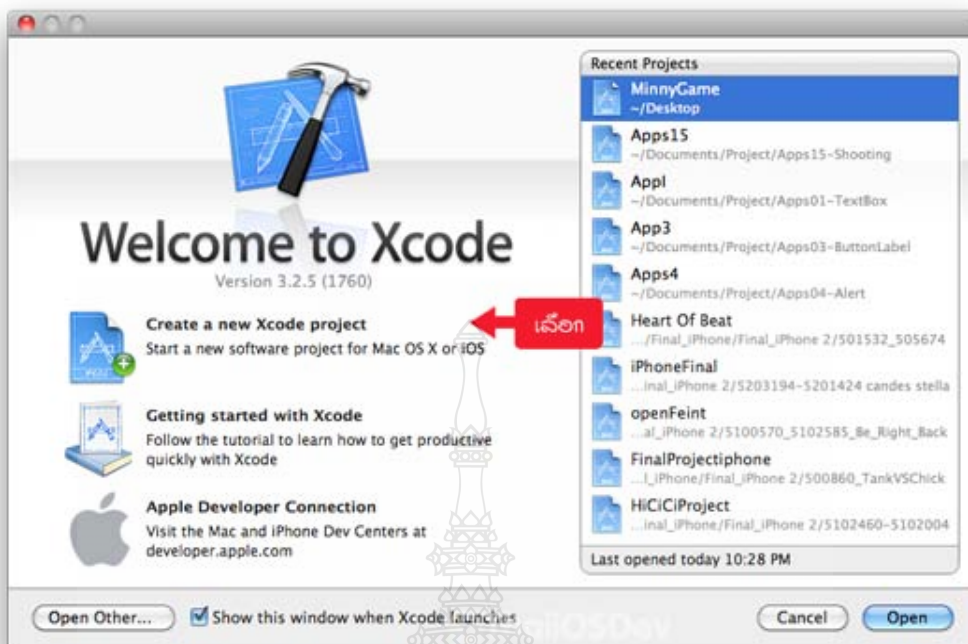 Welcome to Xcode
Version 3.2.5 (1760)
Create a new Xcode project
Start a new software project for Mac OS X or iOS
เลือก
Getting started with Xcode
Follow the tutorial to learn how to get productive
quickly with Xcode
Apple Developer Connection
Visit the Mac and iPhone Dev Centers at
developer.apple.com
Recent Projects
MinnyGame
~/Desktop
Apps15
~/Documents/Project/Apps15-Shooting
AppI
~/Documents/Project/Apps01-TextBox
App3
~/Documents/Project/Apps03-ButtonLabel
Apps4
~/Documents/Project/Apps04-Alert
Heart Of Beat
.../Final_iPhone/Final_iPhone 2/501532_505674
iPhoneFinal
...inal_iPhone 2/5203194-5201424 candes stella
openFeint
...al_iPhone 2/5100570_5102585_Be_Right_Back
FinalProjectiphone
...l_iPhone/Final_iPhone 2/500860_TankVSChick
HiCiCiProject
...inal_iPhone/Final_iPhone 2/5102460-5102004
Last opened today 10:28 PM
Open Other...
Show this window when Xcode launches
Cancel
Open